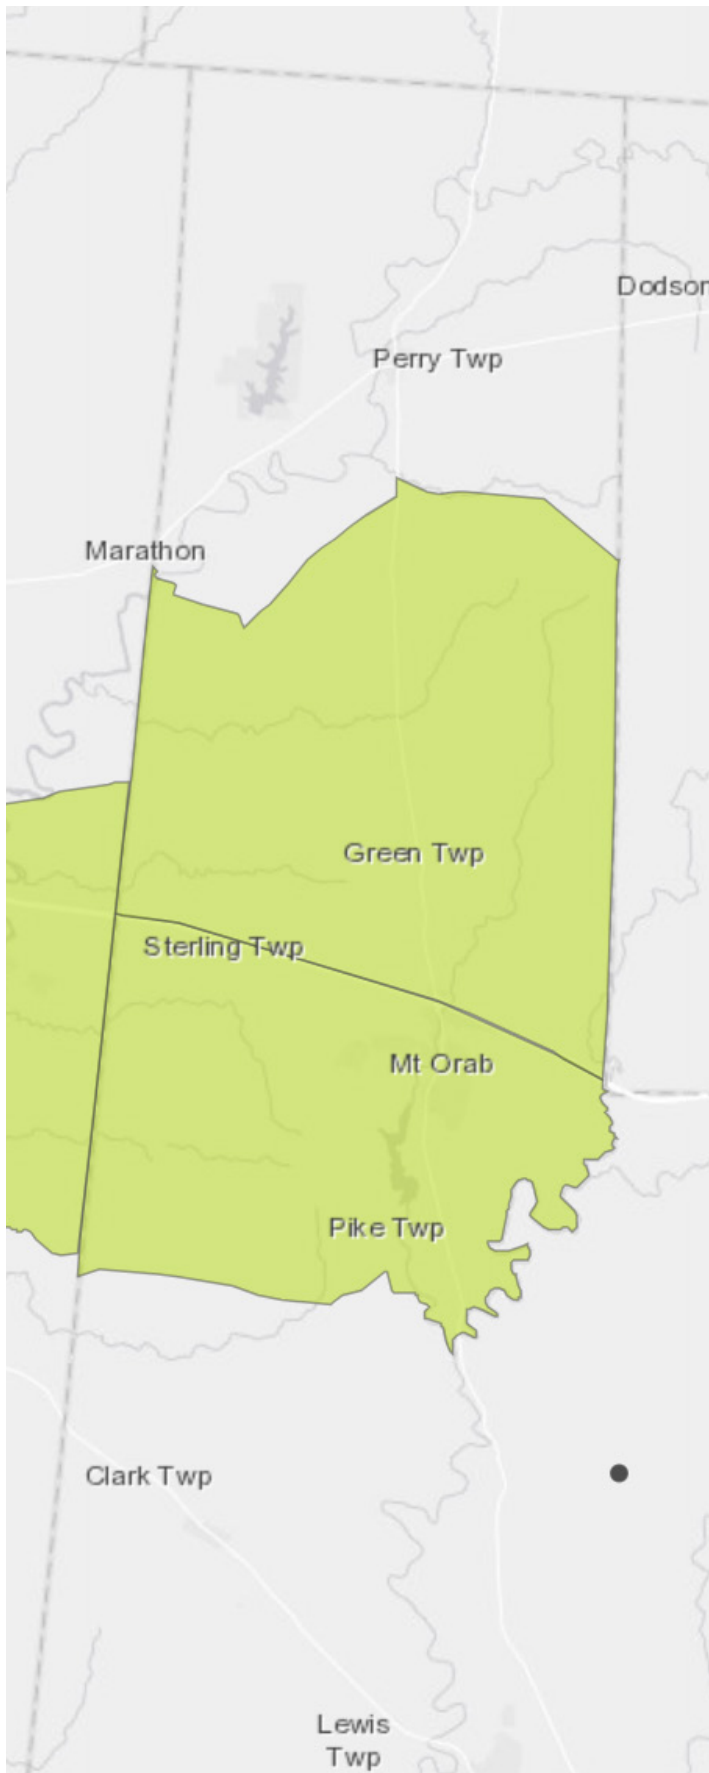 Dodson
Perry Twp
Marathon
Green Twp
Sterling Twp
Mt Orab
Pike Twp
Clark Twp
Lewis
Twp